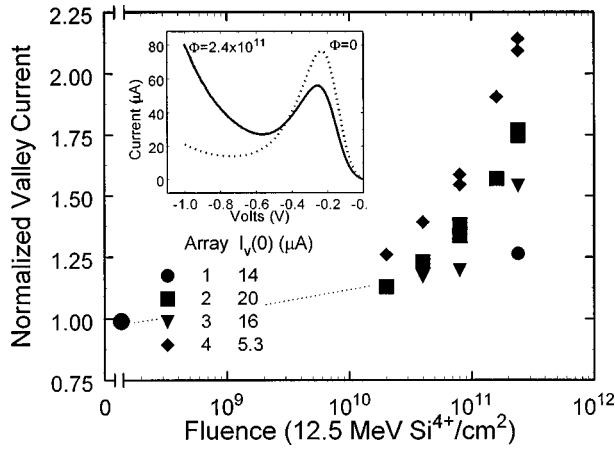 2.25
2.00
1.75
1.50
1.25
1.00
0.75
Normalized Valley Current
Φ=2.4x10¹¹
Φ=0
80
60
40
20
0
Current (μA)
-1.0 -0.8 -0.6 -0.4 -0.2 -0.
Volts (V)
Array Iᵥ(0) (μA)
1 14
2 20
3 16
4 5.3
0 10⁹ 10¹⁰ 10¹¹ 10¹²
Fluence (12.5 MeV Si⁴⁺/cm²)